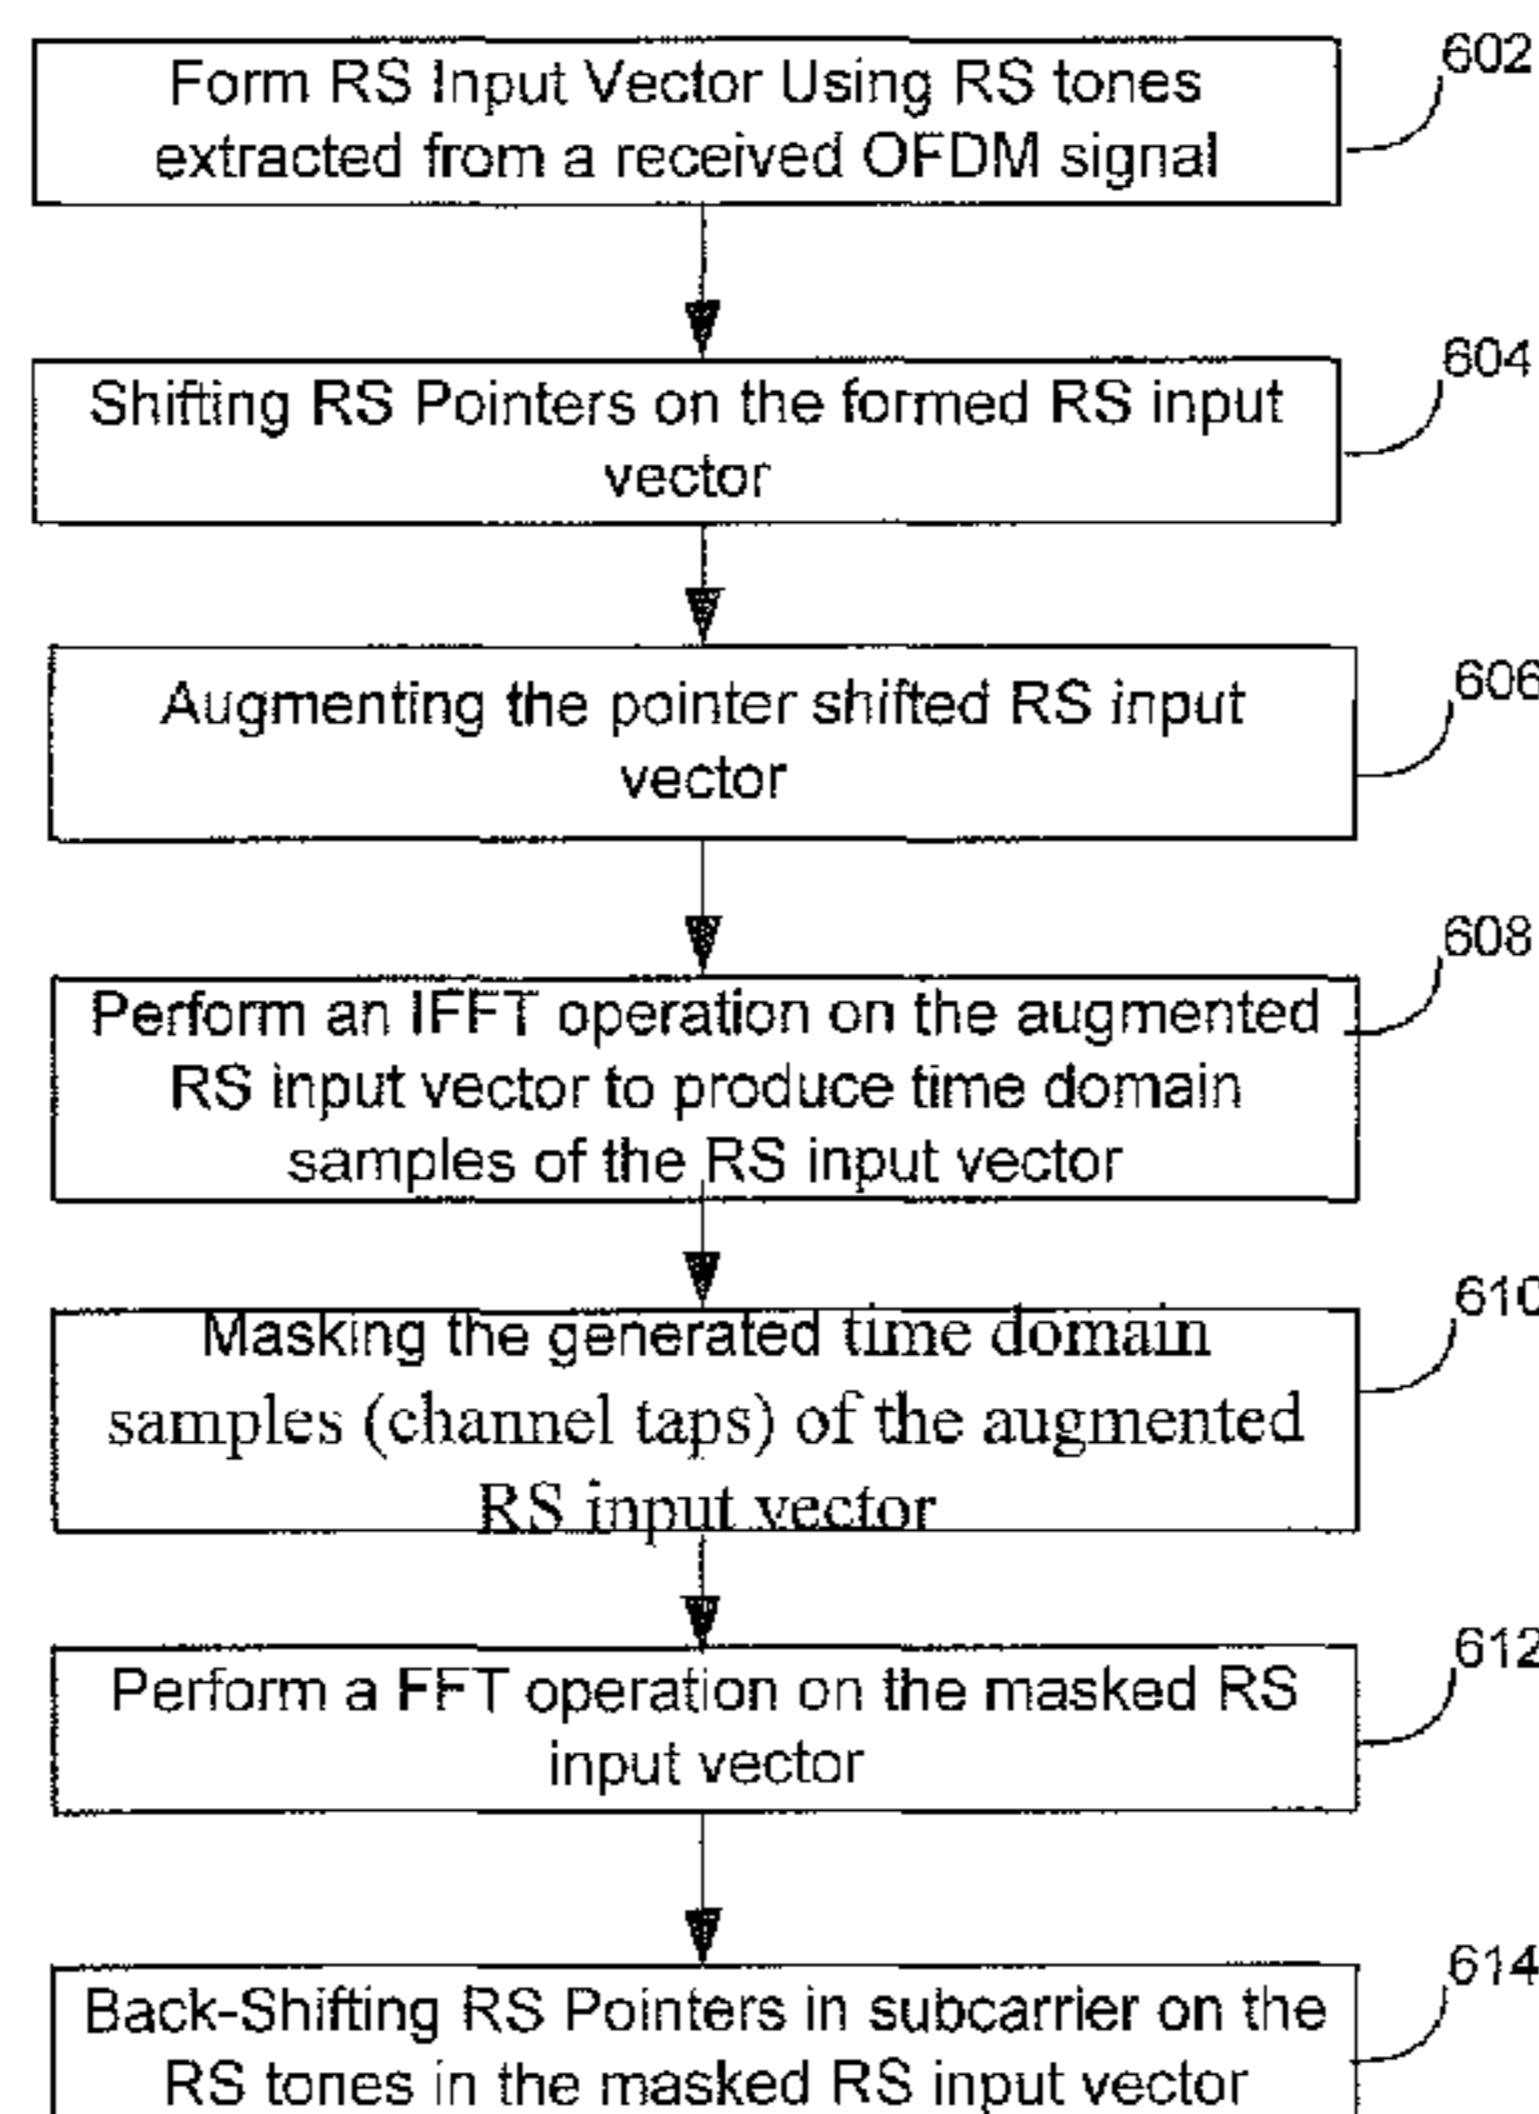 602
Form RS Input Vector Using RS tones
extracted from a received OFDM signal
604
Shifting RS Pointers on the formed RS input
vector
606
Augmenting the pointer shifted RS input
vector
608
Perform an IFFT operation on the augmented
RS input vector to produce time domain
samples of the RS input vector
610
Masking the generated time domain
samples (channel taps) of the augmented
RS input vector
612
Perform a FFT operation on the masked RS
input vector
614
Back-Shifting RS Pointers in subcarrier on the
RS tones in the masked RS input vector